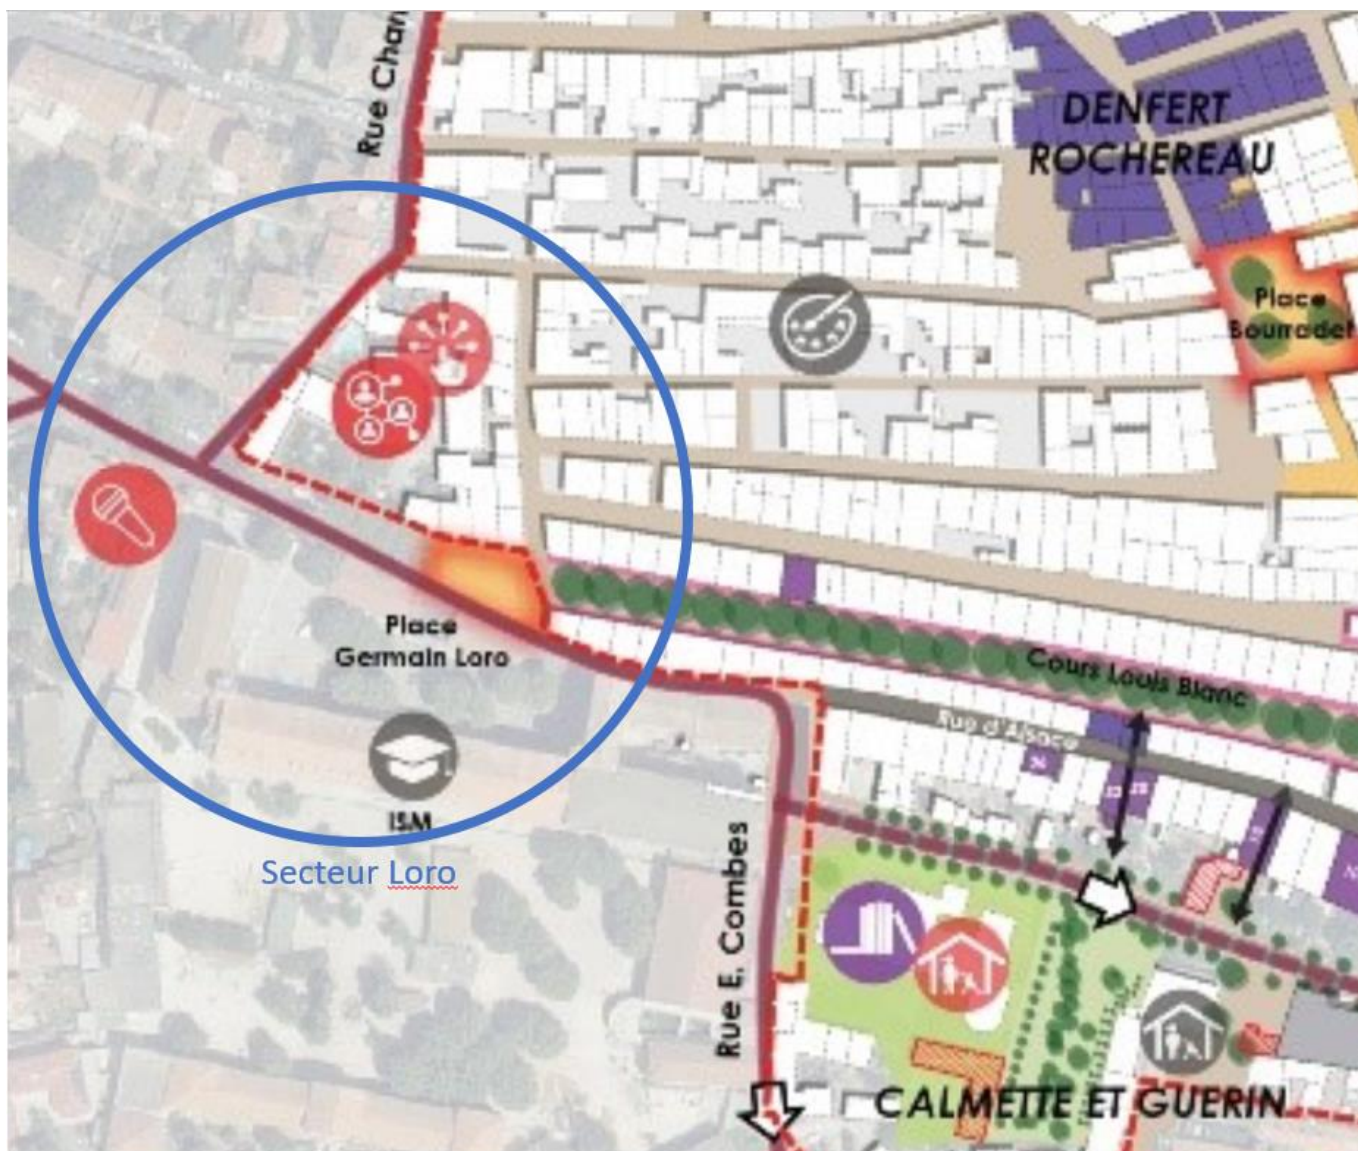 Rue Chan
DENFERT
ROCHEREAU
Place
Bourradet
Place
Germain Loro
Cours Louis Blanc
Rue d'Alsace
ISM
Secteur Loro
Rue E. Combes
CALMETTE ET GUERIN